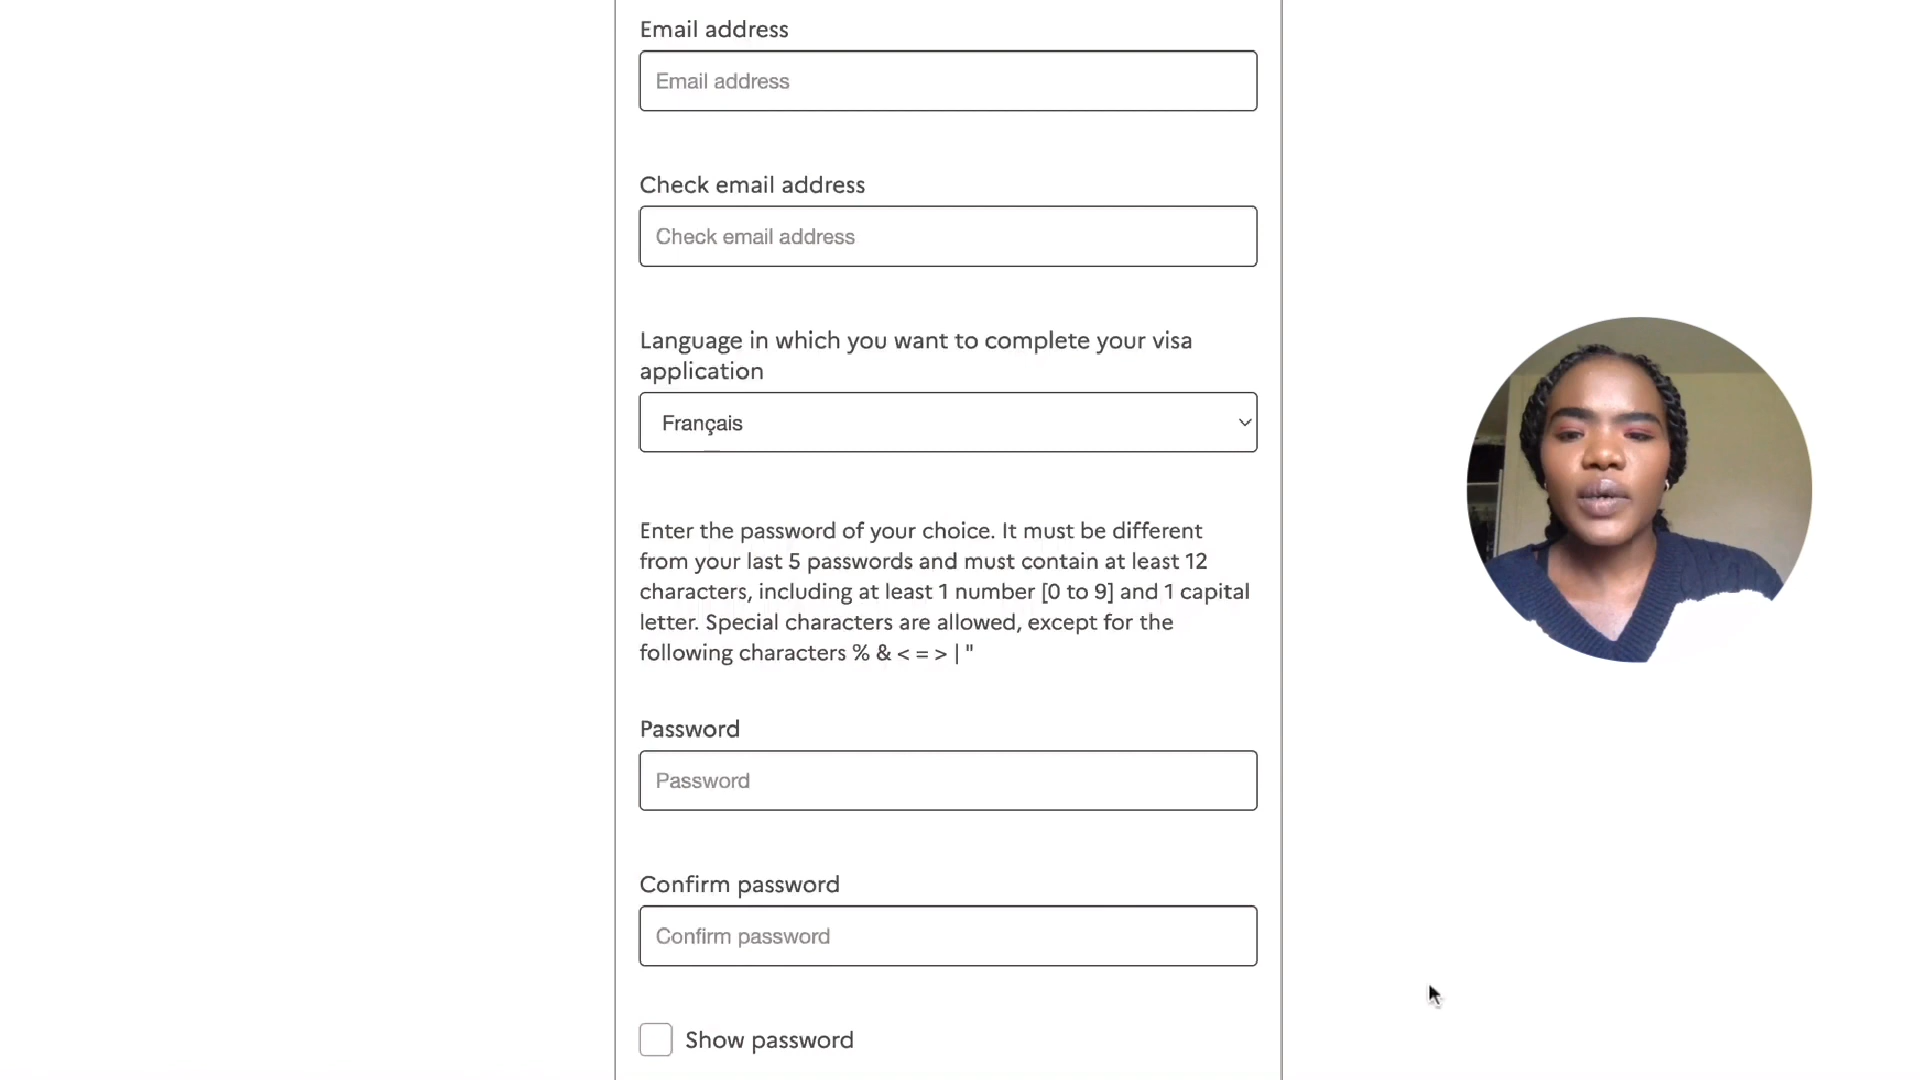 Email address
Email address
Check email address
Check email address
Language in which you want to complete your visa
application
Français
Enter the password of your choice. It must be different
from your last 5 passwords and must contain at least 12
characters, including at least 1 number [0 to 9] and 1 capital
letter. Special characters are allowed, except for the
following characters % & < = > | "
Password
Password
Confirm password
Confirm password
Show password